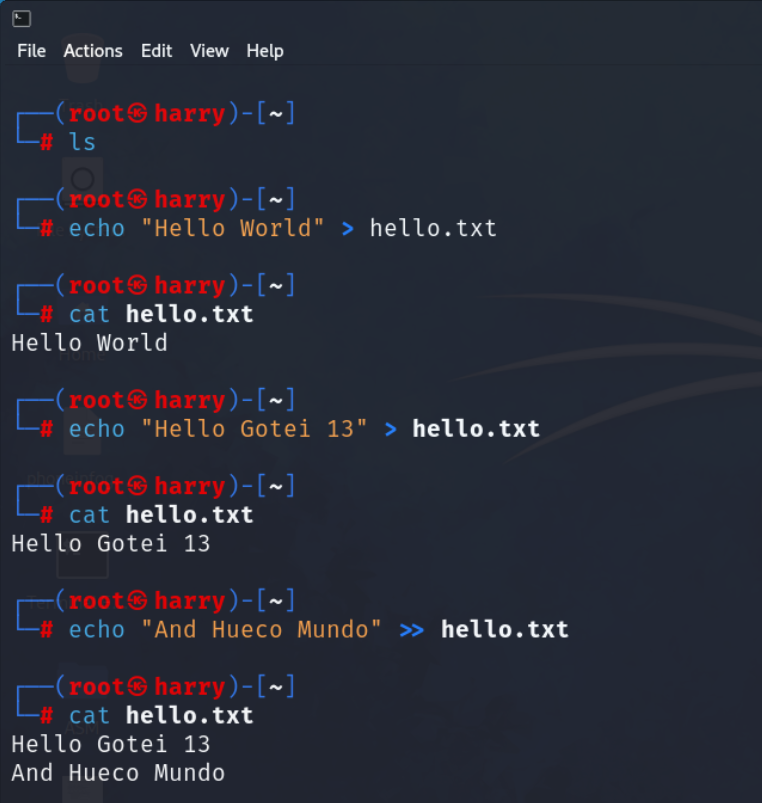 File Actions Edit View Help
┌──(root㉿harry)-[~]
└─# ls
┌──(root㉿harry)-[~]
└─# echo "Hello World" > hello.txt
┌──(root㉿harry)-[~]
└─# cat hello.txt
Hello World
┌──(root㉿harry)-[~]
└─# echo "Hello Gotei 13" > hello.txt
┌──(root㉿harry)-[~]
└─# cat hello.txt
Hello Gotei 13
┌──(root㉿harry)-[~]
└─# echo "And Hueco Mundo" >> hello.txt
┌──(root㉿harry)-[~]
└─# cat hello.txt
Hello Gotei 13
And Hueco Mundo